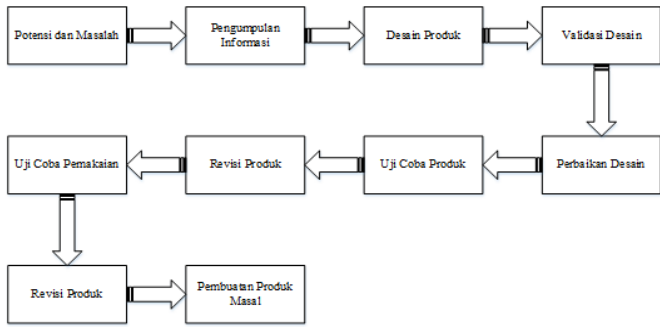 Potensi dan Masalah
Pengumpulan
Informasi
Desain Produk
Validasi Desain
Perbaikan Desain
Uji Coba Produk
Revisi Produk
Uji Coba Pemakaian
Revisi Produk
Pembuatan Produk
Masal